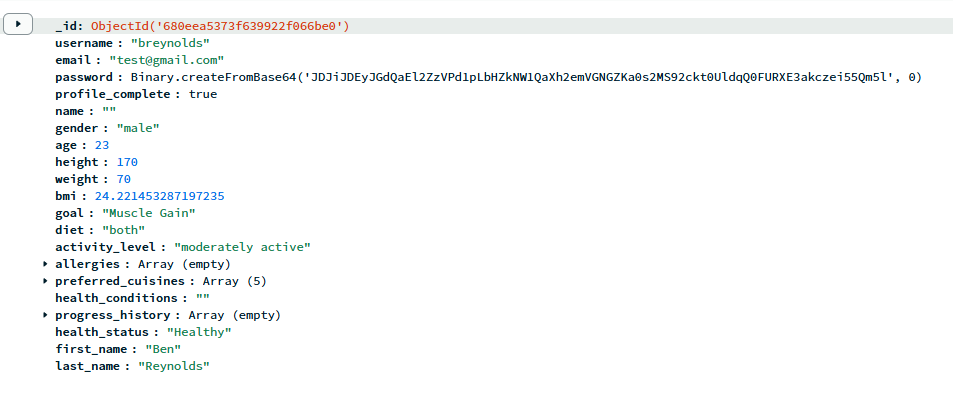 _id: ObjectId('680eea5373f639922f066be0')
username : "breynolds"
email : "test@gmail.com"
password : Binary.createFromBase64('JDJiJDEyJGdQaEl2ZzVPd1pLbHZkNW1QaXh2emVGNGZKa0s2MS92ckt0UldqQ0FURXE3akczei55Qm5l', 0)
profile_complete : true
name : ""
gender : "male"
age : 23
height : 170
weight : 70
bmi : 24.221453287197235
goal : "Muscle Gain"
diet : "both"
activity_level : "moderately active"
allergies : Array (empty)
preferred_cuisines : Array (5)
health_conditions : ""
progress_history : Array (empty)
health_status : "Healthy"
first_name : "Ben"
last_name : "Reynolds"